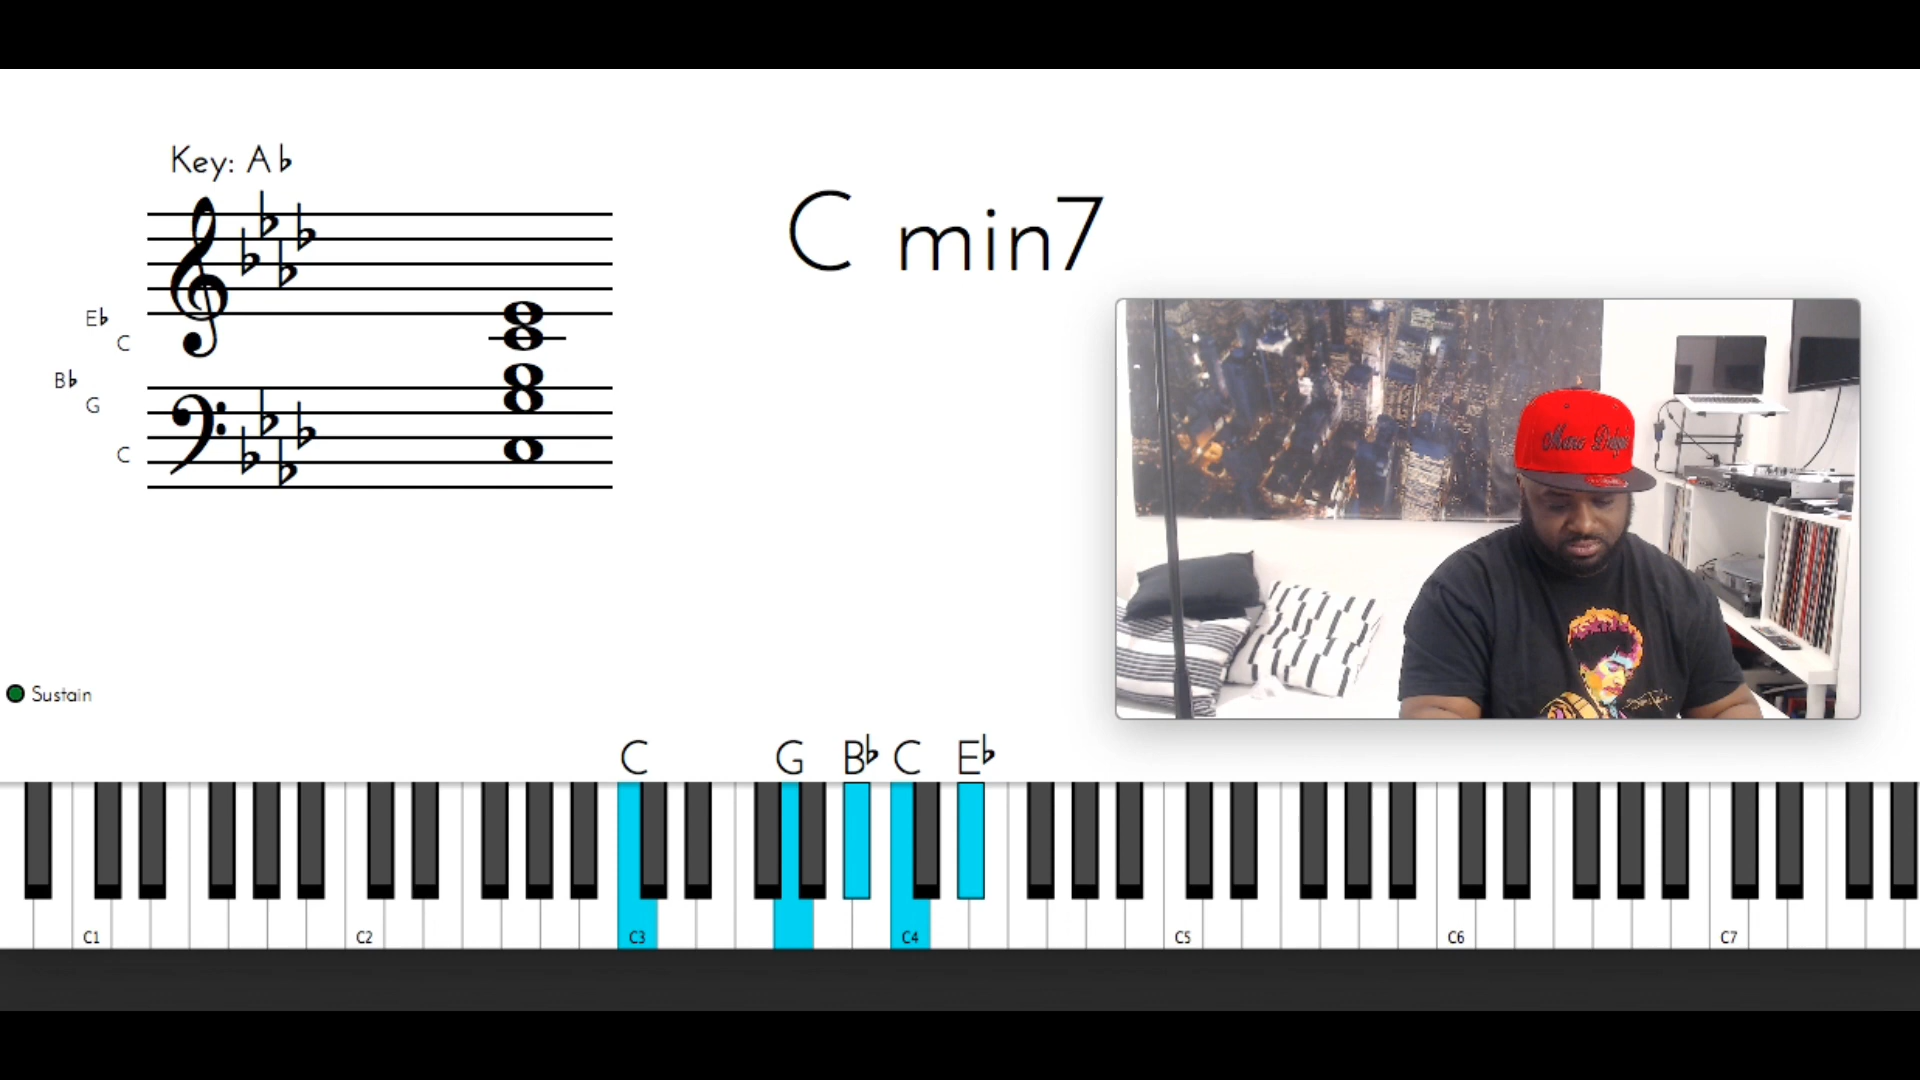 Key: A♭
C min7
E♭
C
B♭
G
C
Sustain
C G B♭ C E♭
C1 C2 C3 C4 C5 C6 C7